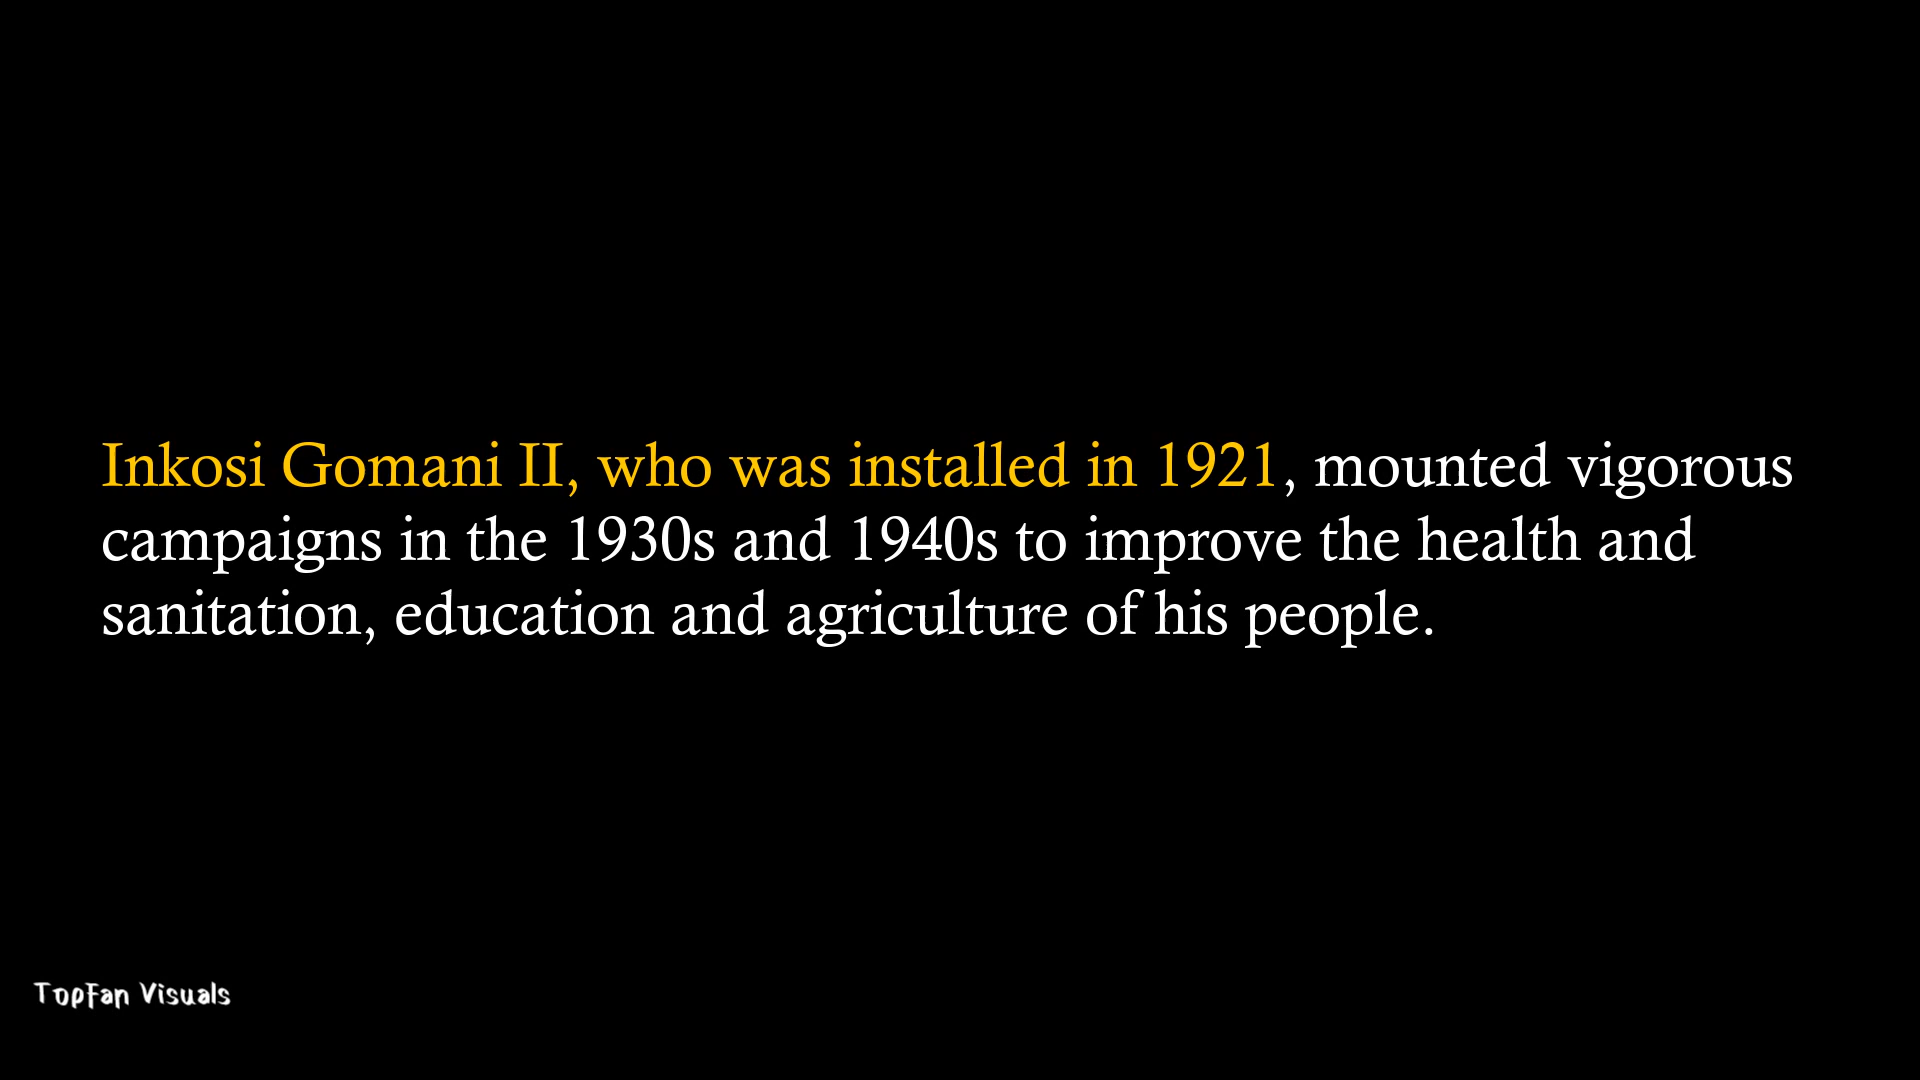 Inkosi Gomani II, who was installed in 1921, mounted vigorous
campaigns in the 1930s and 1940s to improve the health and
sanitation, education and agriculture of his people.
TopFan Visuals